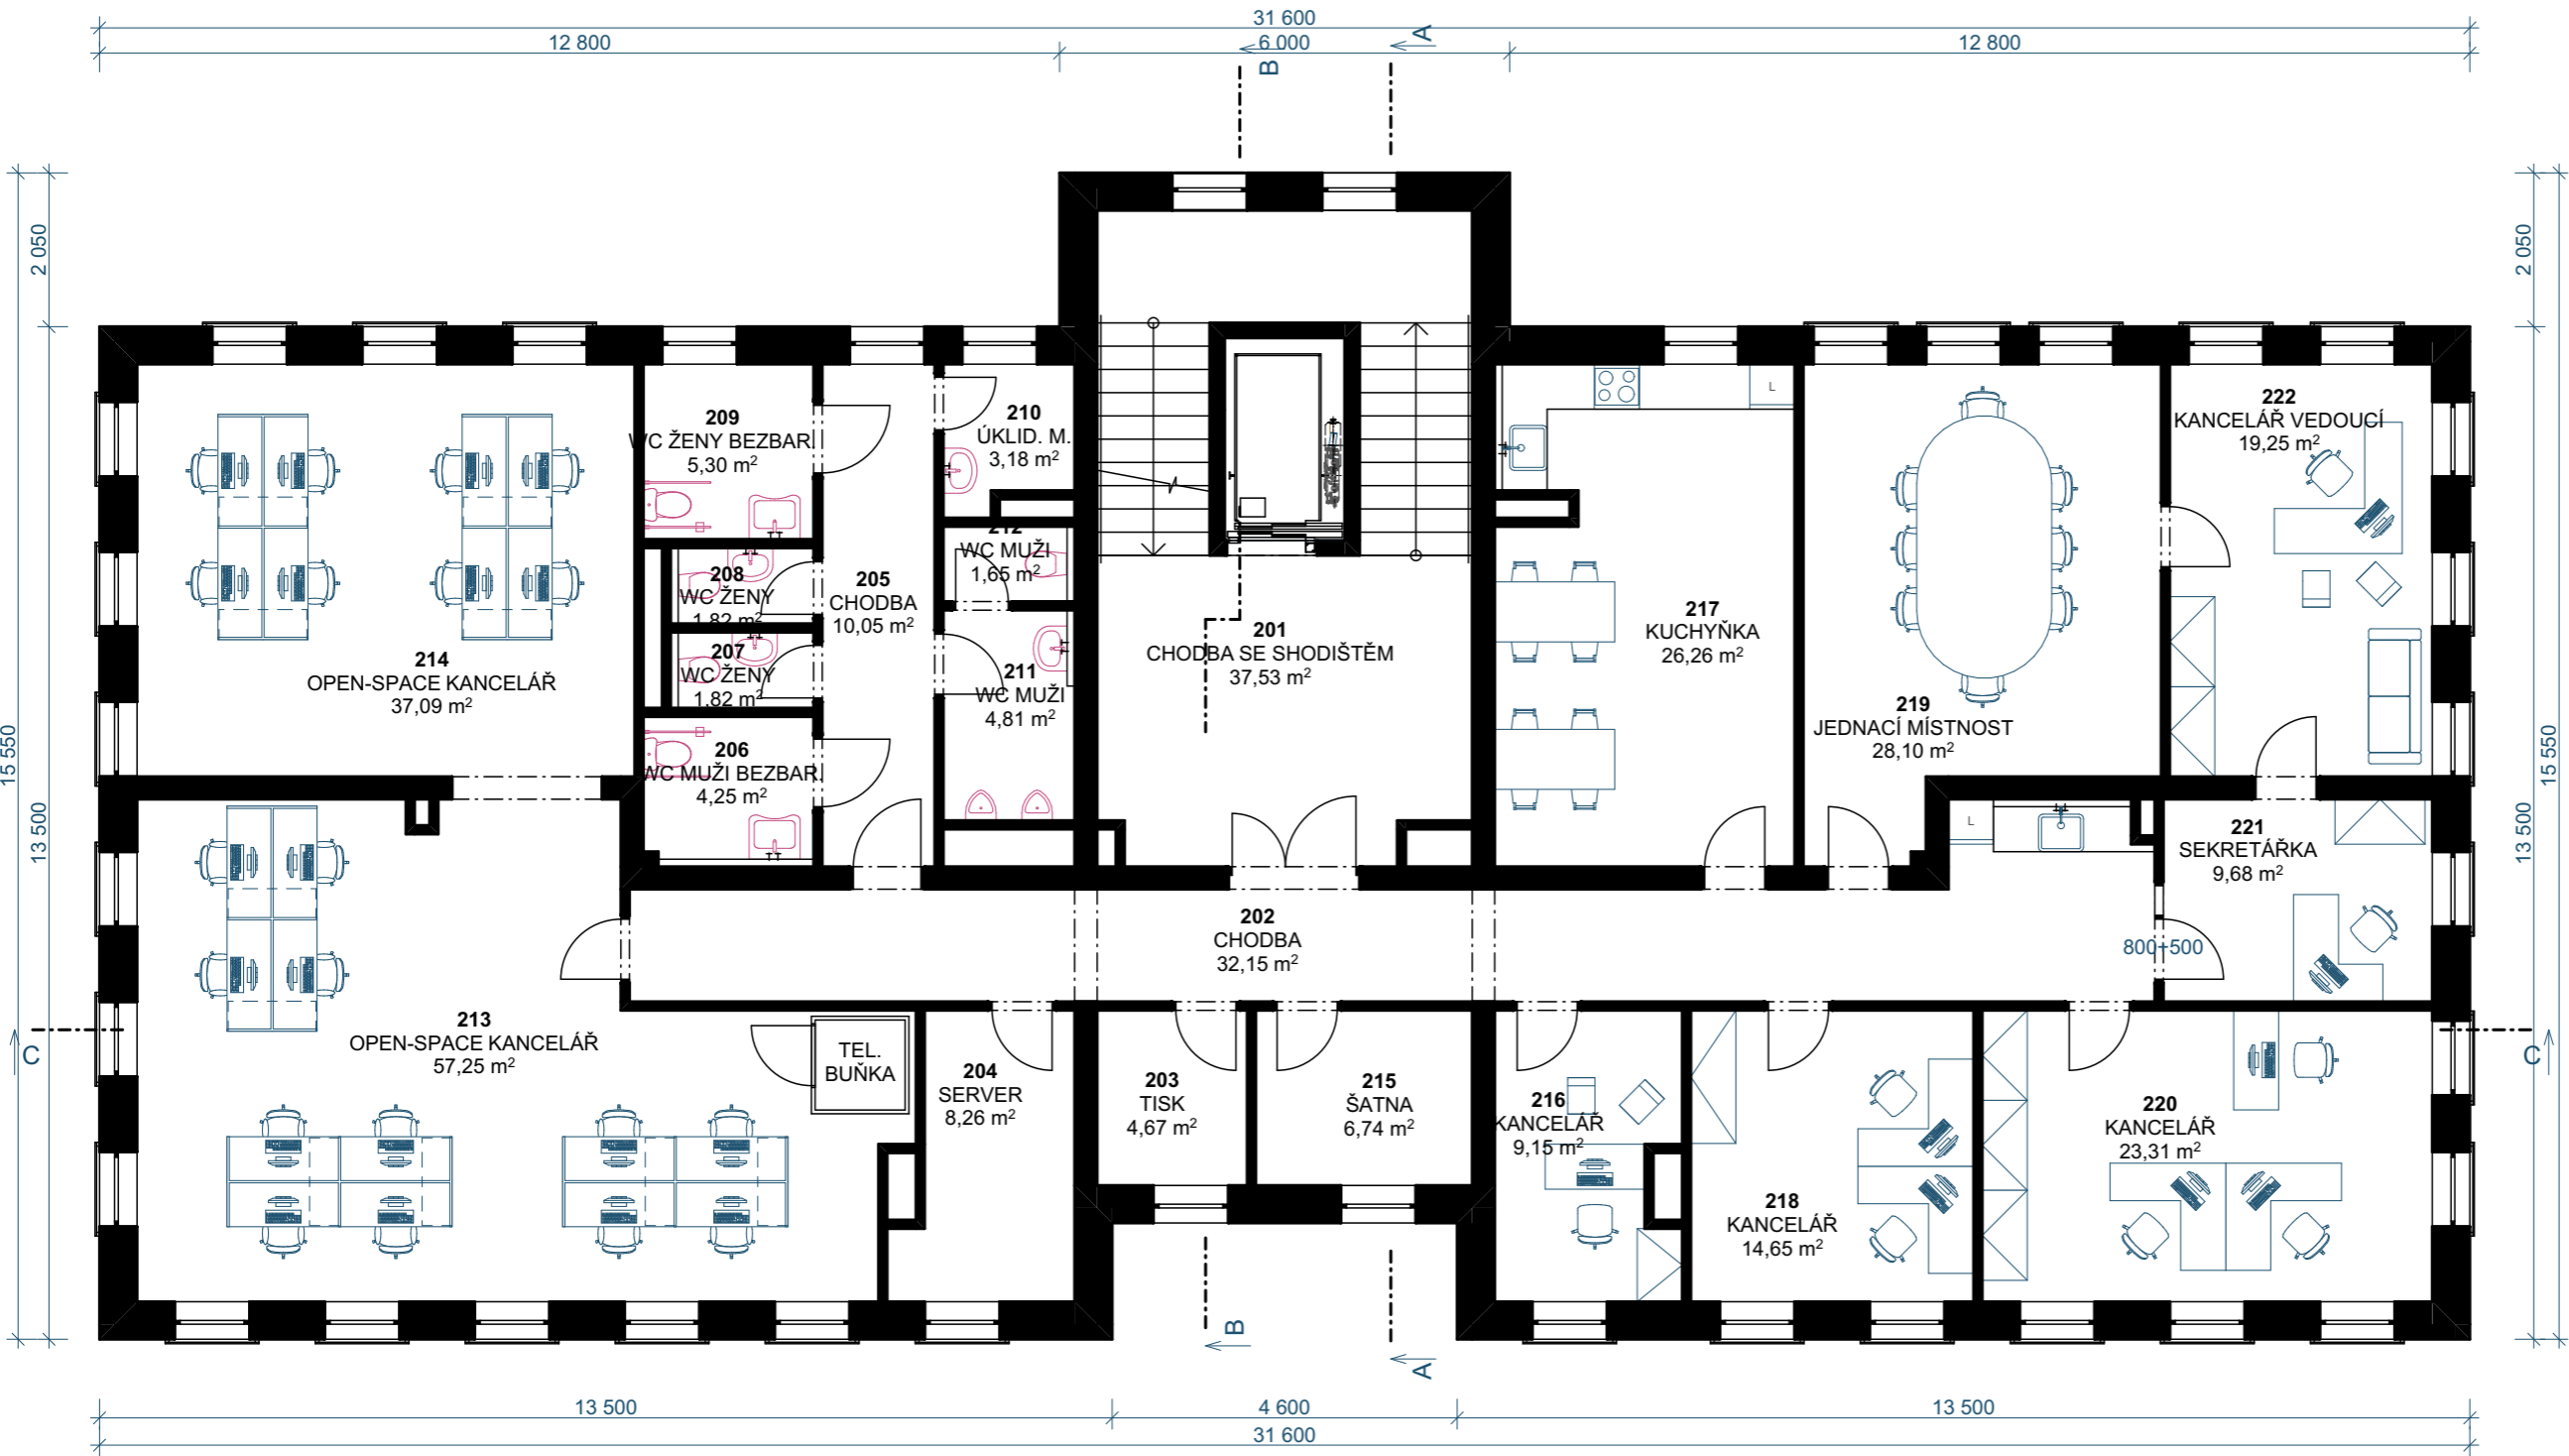 31 600
12 800
6 000
12 800
B
A
2 050
2 050
15 550
13 500
13 500
15 550
209
WC ŽENY BEZBAR.
5,30 m²
210
ÚKLID. M.
3,18 m²
L
222
KANCELÁŘ VEDOUCÍ
19,25 m²
212
WC MUŽI
1,65 m²
208
WC ŽENY
1,82 m²
205
CHODBA
10,05 m²
207
WC ŽENY
1,82 m²
211
WC MUŽI
4,81 m²
201
CHODBA SE SHODIŠTĚM
37,53 m²
217
KUCHYŇKA
26,26 m²
214
OPEN-SPACE KANCELÁŘ
37,09 m²
219
JEDNACÍ MÍSTNOST
28,10 m²
206
WC MUŽI BEZBAR.
4,25 m²
L
221
SEKRETÁŘKA
9,68 m²
202
CHODBA
32,15 m²
800+500
213
OPEN-SPACE KANCELÁŘ
57,25 m²
C
C
TEL.
BUŇKA
204
SERVER
8,26 m²
203
TISK
4,67 m²
215
ŠATNA
6,74 m²
216
KANCELÁŘ
9,15 m²
218
KANCELÁŘ
14,65 m²
220
KANCELÁŘ
23,31 m²
B
A
13 500
4 600
13 500
31 600